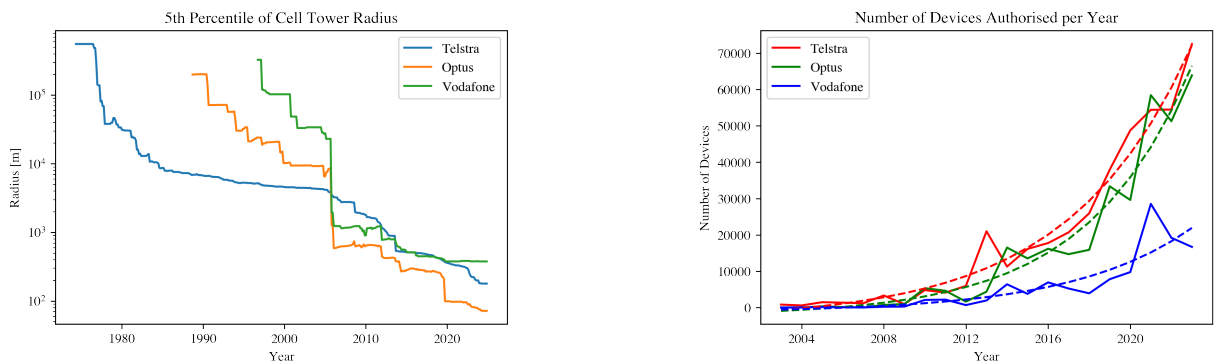 5th Percentile of Cell Tower Radius
Telstra
Optus
Vodafone
10^5
10^4
10^3
10^2
Radius [m]
1980 1990 2000 2010 2020
Year
Number of Devices Authorised per Year
Telstra
Optus
Vodafone
70000
60000
50000
40000
30000
20000
10000
0
Number of Devices
2004 2008 2012 2016 2020
Year